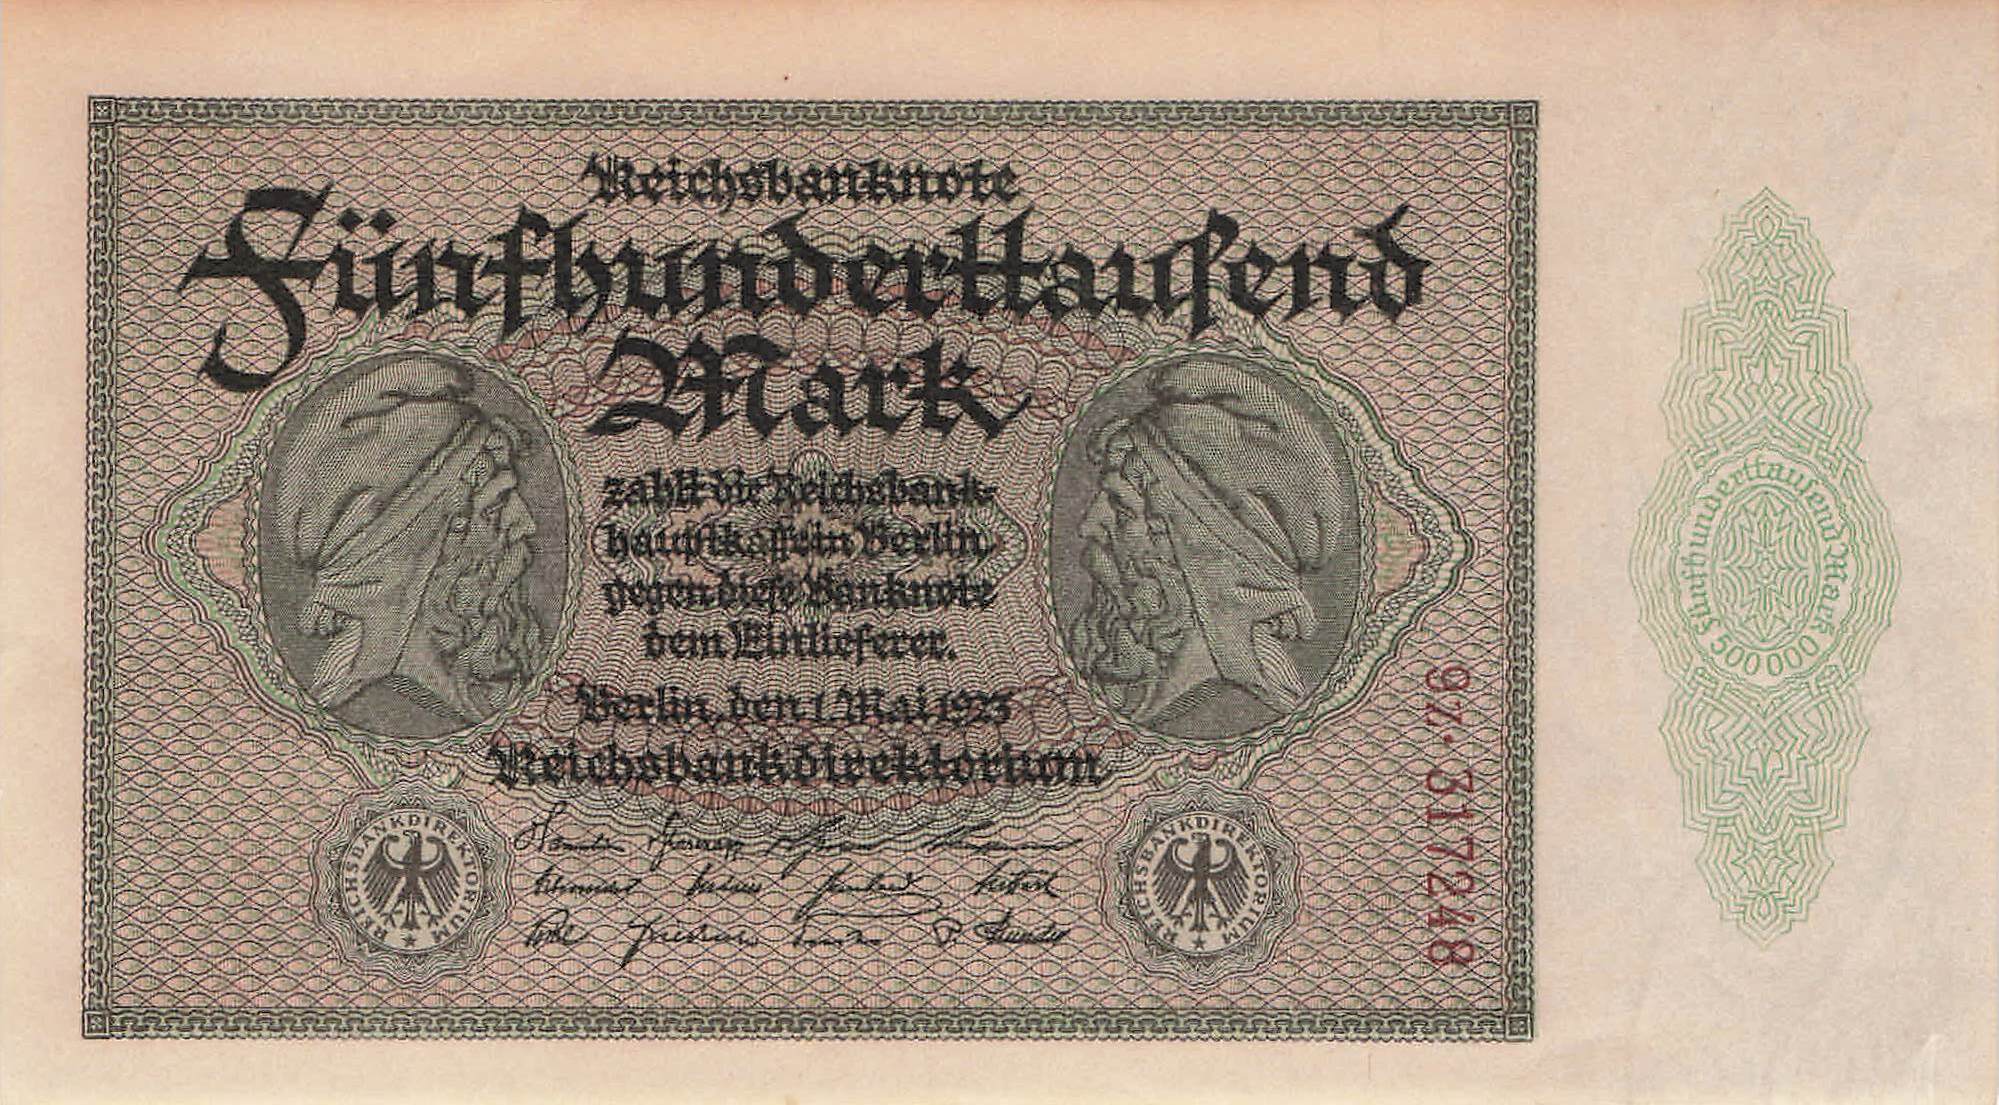 Reichsbanknote
Fünfhunderttausend
Mark
zahlt die Reichsbank-
hauptkasse in Berlin
gegen diese Banknote
dem Einlieferer.
Berlin, den 1. Mai 1923
Reichsbankdirektorium
REICHSBANKDIREKTORIUM
REICHSBANKDIREKTORIUM
9Z·317248
Fünfhunderttausend Mark
500000